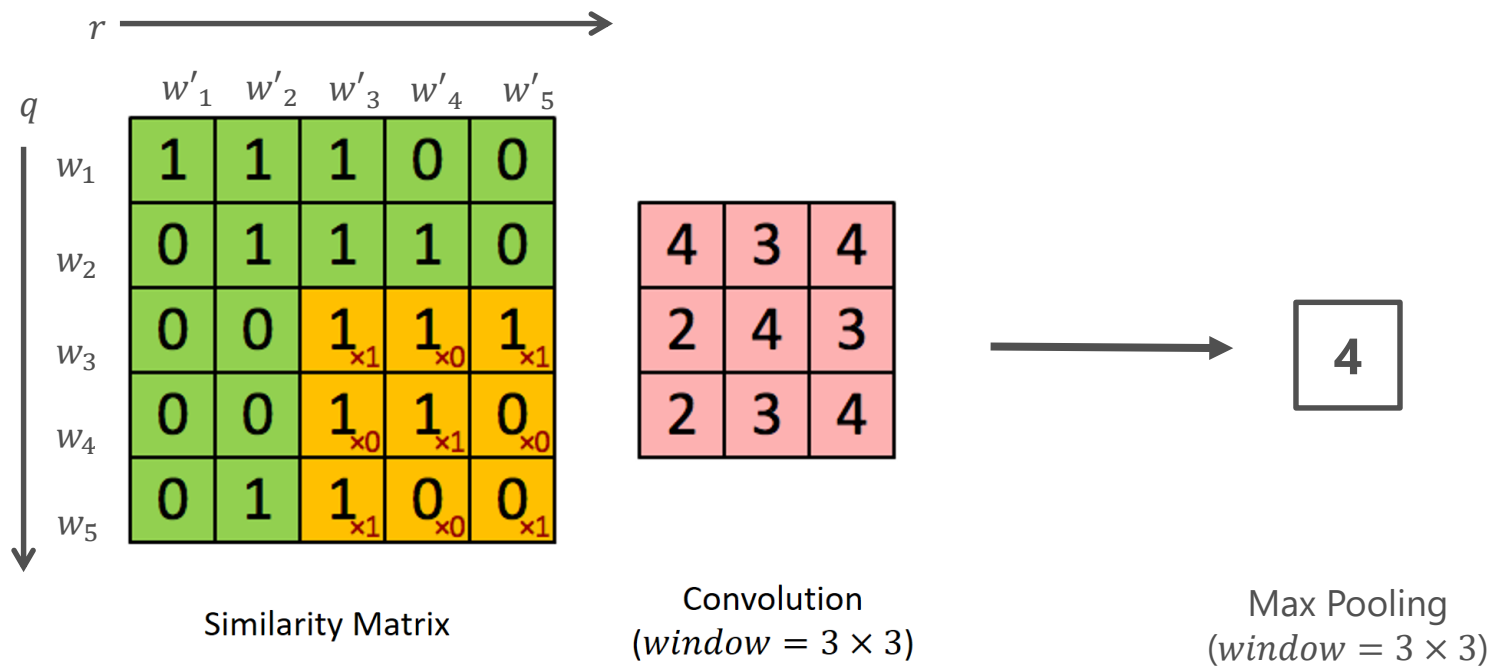 r
q
w′₁ w′₂ w′₃ w′₄ w′₅
w₁ 1 1 1 0 0
w₂ 0 1 1 1 0
w₃ 0 0 1×1 1×0 1×1
w₄ 0 0 1×0 1×1 0×0
w₅ 0 1 1×1 0×0 0×1
Similarity Matrix
4 3 4
2 4 3
2 3 4
Convolution
(window = 3 × 3)
4
Max Pooling
(window = 3 × 3)